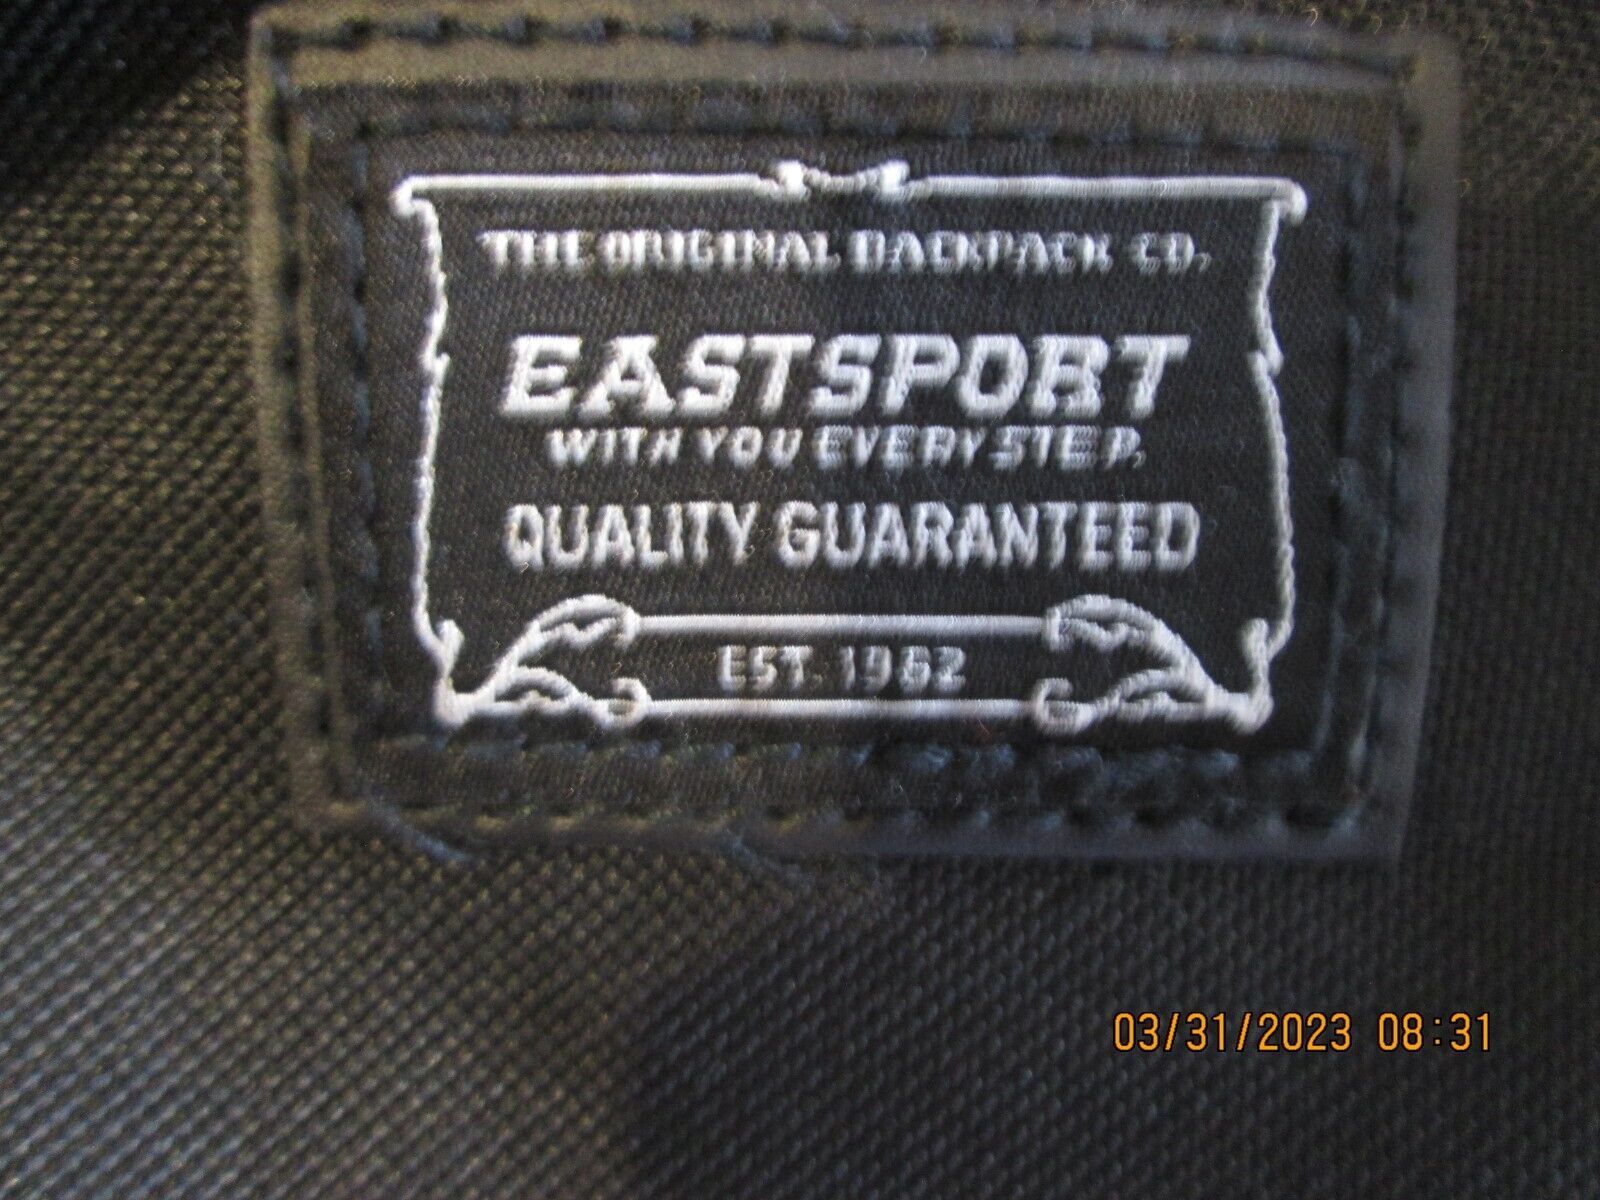 THE ORIGINAL BACKPACK CO.
EASTSPORT
WITH YOU EVERY STEP.
QUALITY GUARANTEED
EST. 1962
03/31/2023 08:31